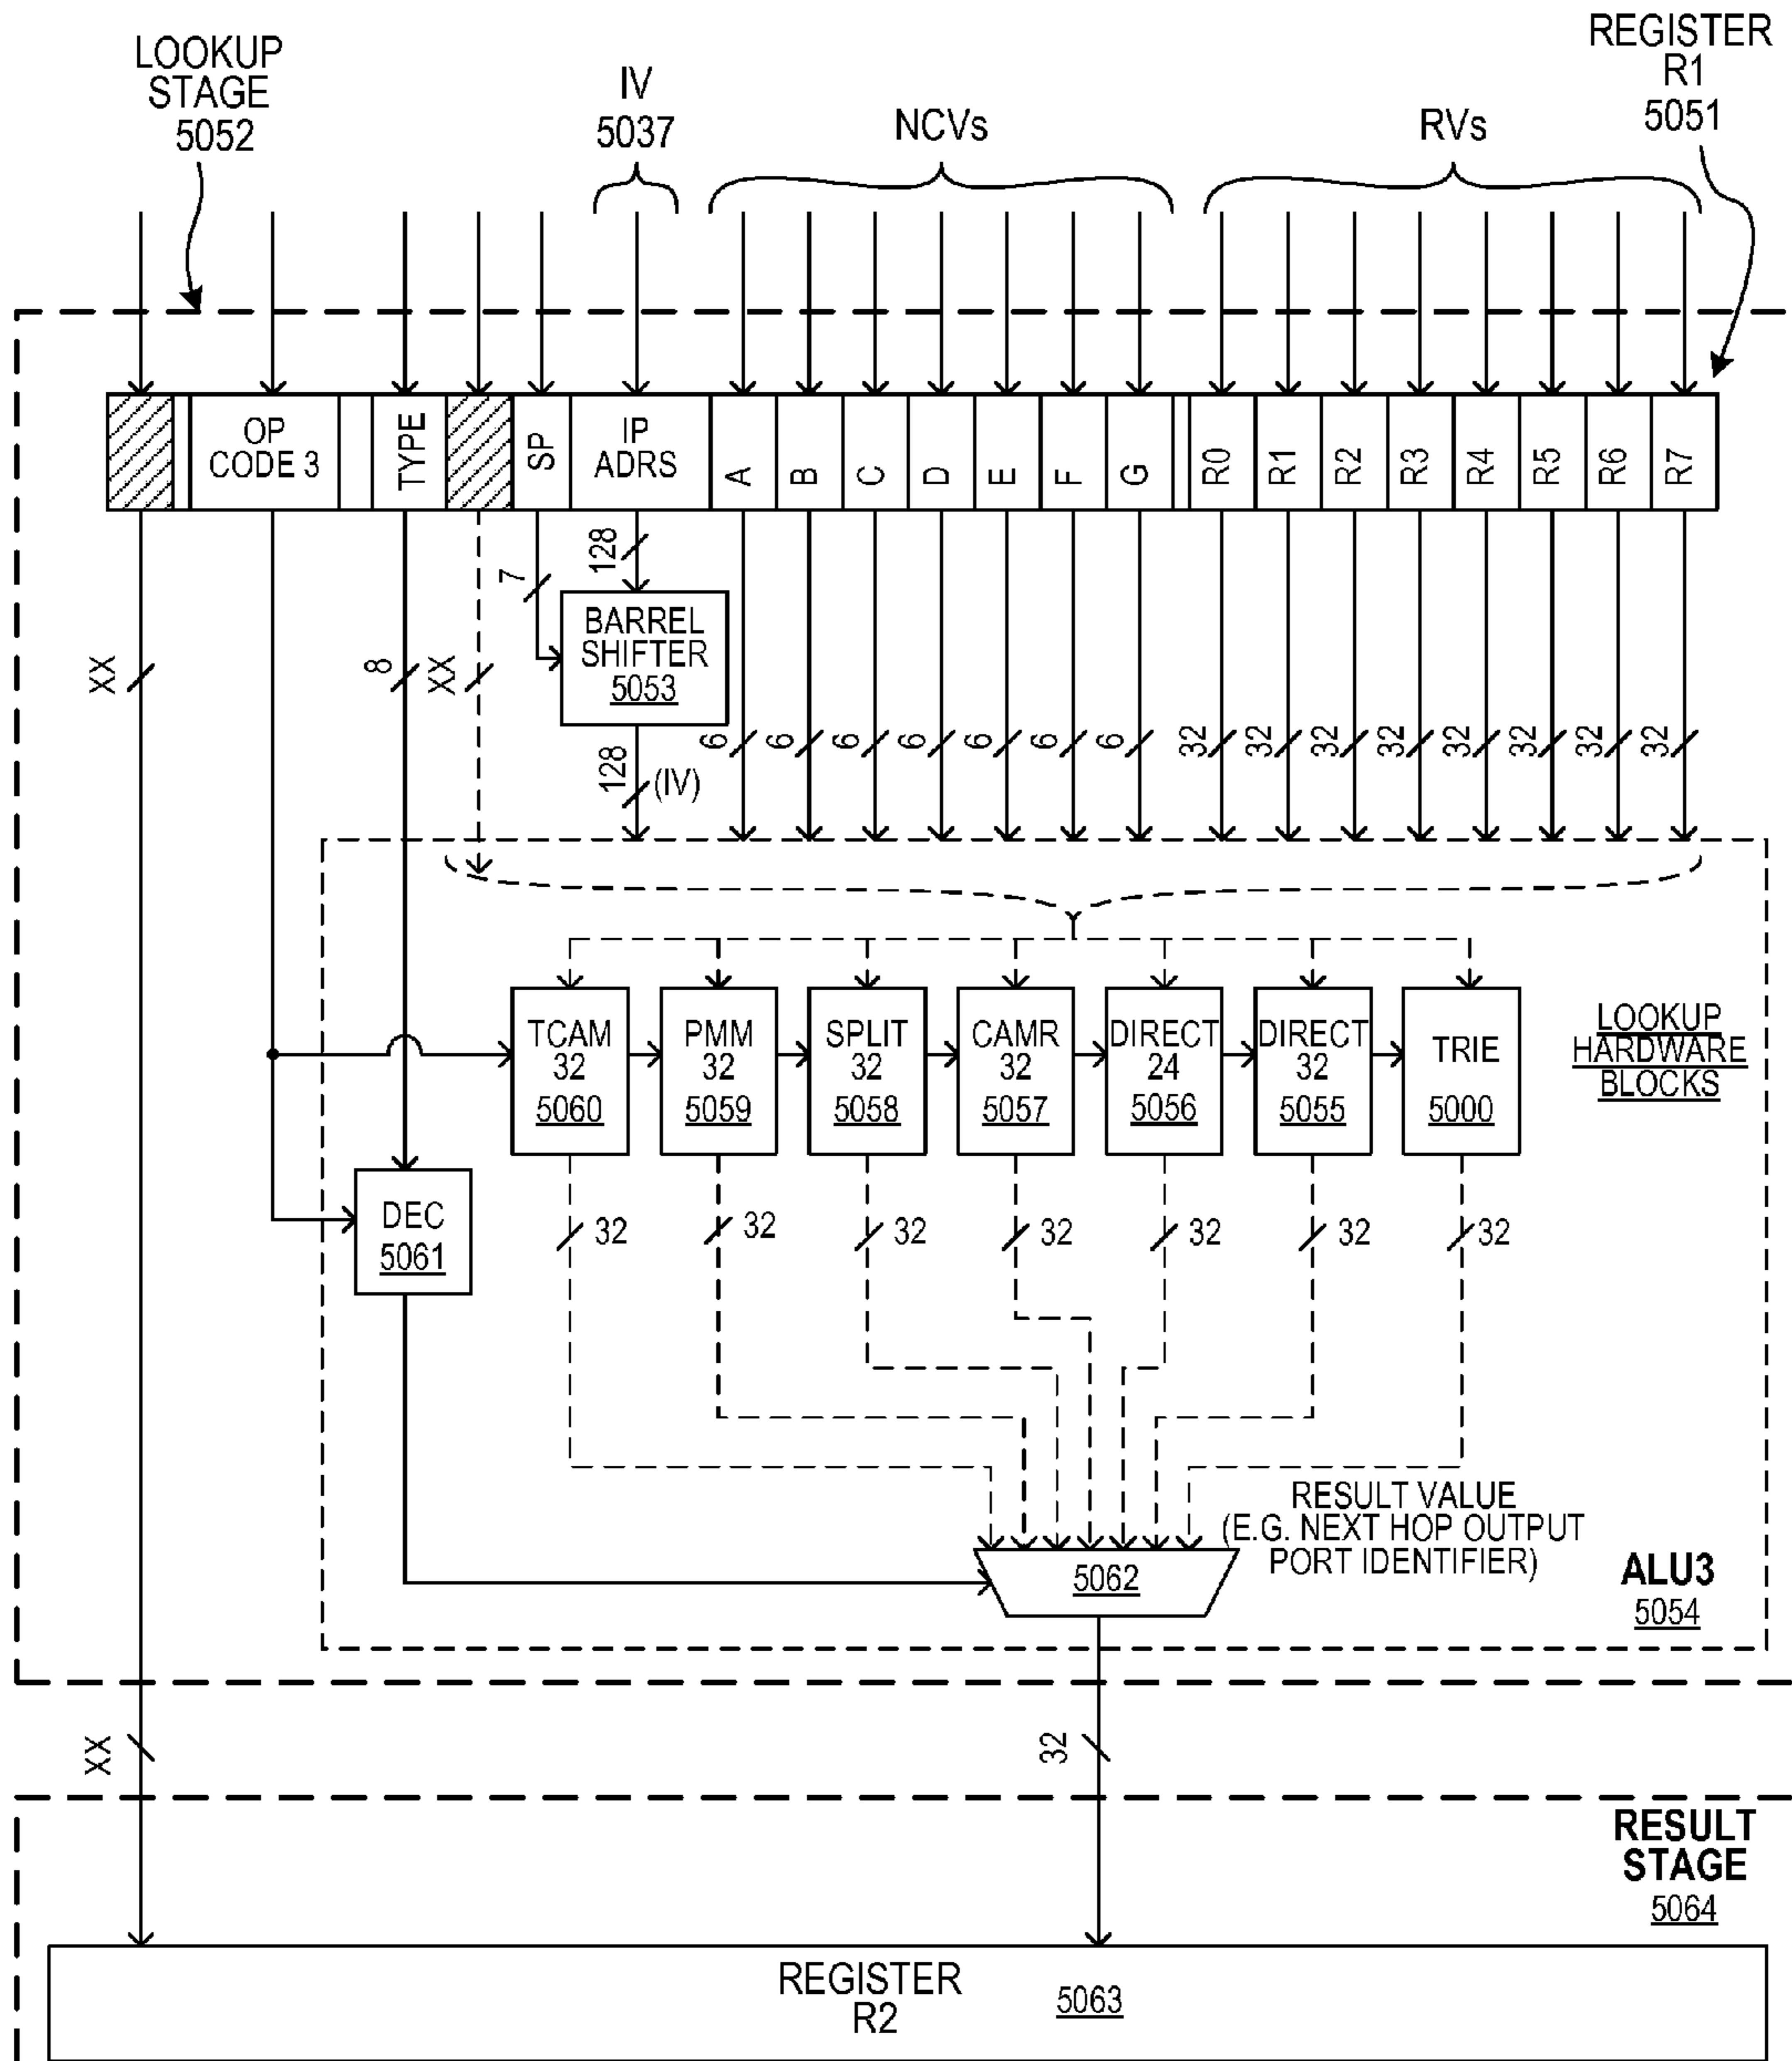 LOOKUP
STAGE
5052
IV
5037
NCVs
RVs
REGISTER
R1
5051
OP
CODE 3
TYPE
SP
IP
ADRS
A
B
C
D
E
F
G
R0
R1
R2
R3
R4
R5
R6
R7
7
128
BARREL
SHIFTER
5053
XX
8
XX
128
(IV)
6
6
6
6
6
6
6
32
32
32
32
32
32
32
32
TCAM
32
5060
PMM
32
5059
SPLIT
32
5058
CAMR
32
5057
DIRECT
24
5056
DIRECT
32
5055
TRIE
5000
LOOKUP
HARDWARE
BLOCKS
DEC
5061
32
32
32
32
32
32
32
RESULT VALUE
(E.G. NEXT HOP OUTPUT
PORT IDENTIFIER)
5062
ALU3
5054
XX
32
RESULT
STAGE
5064
REGISTER
R2
5063